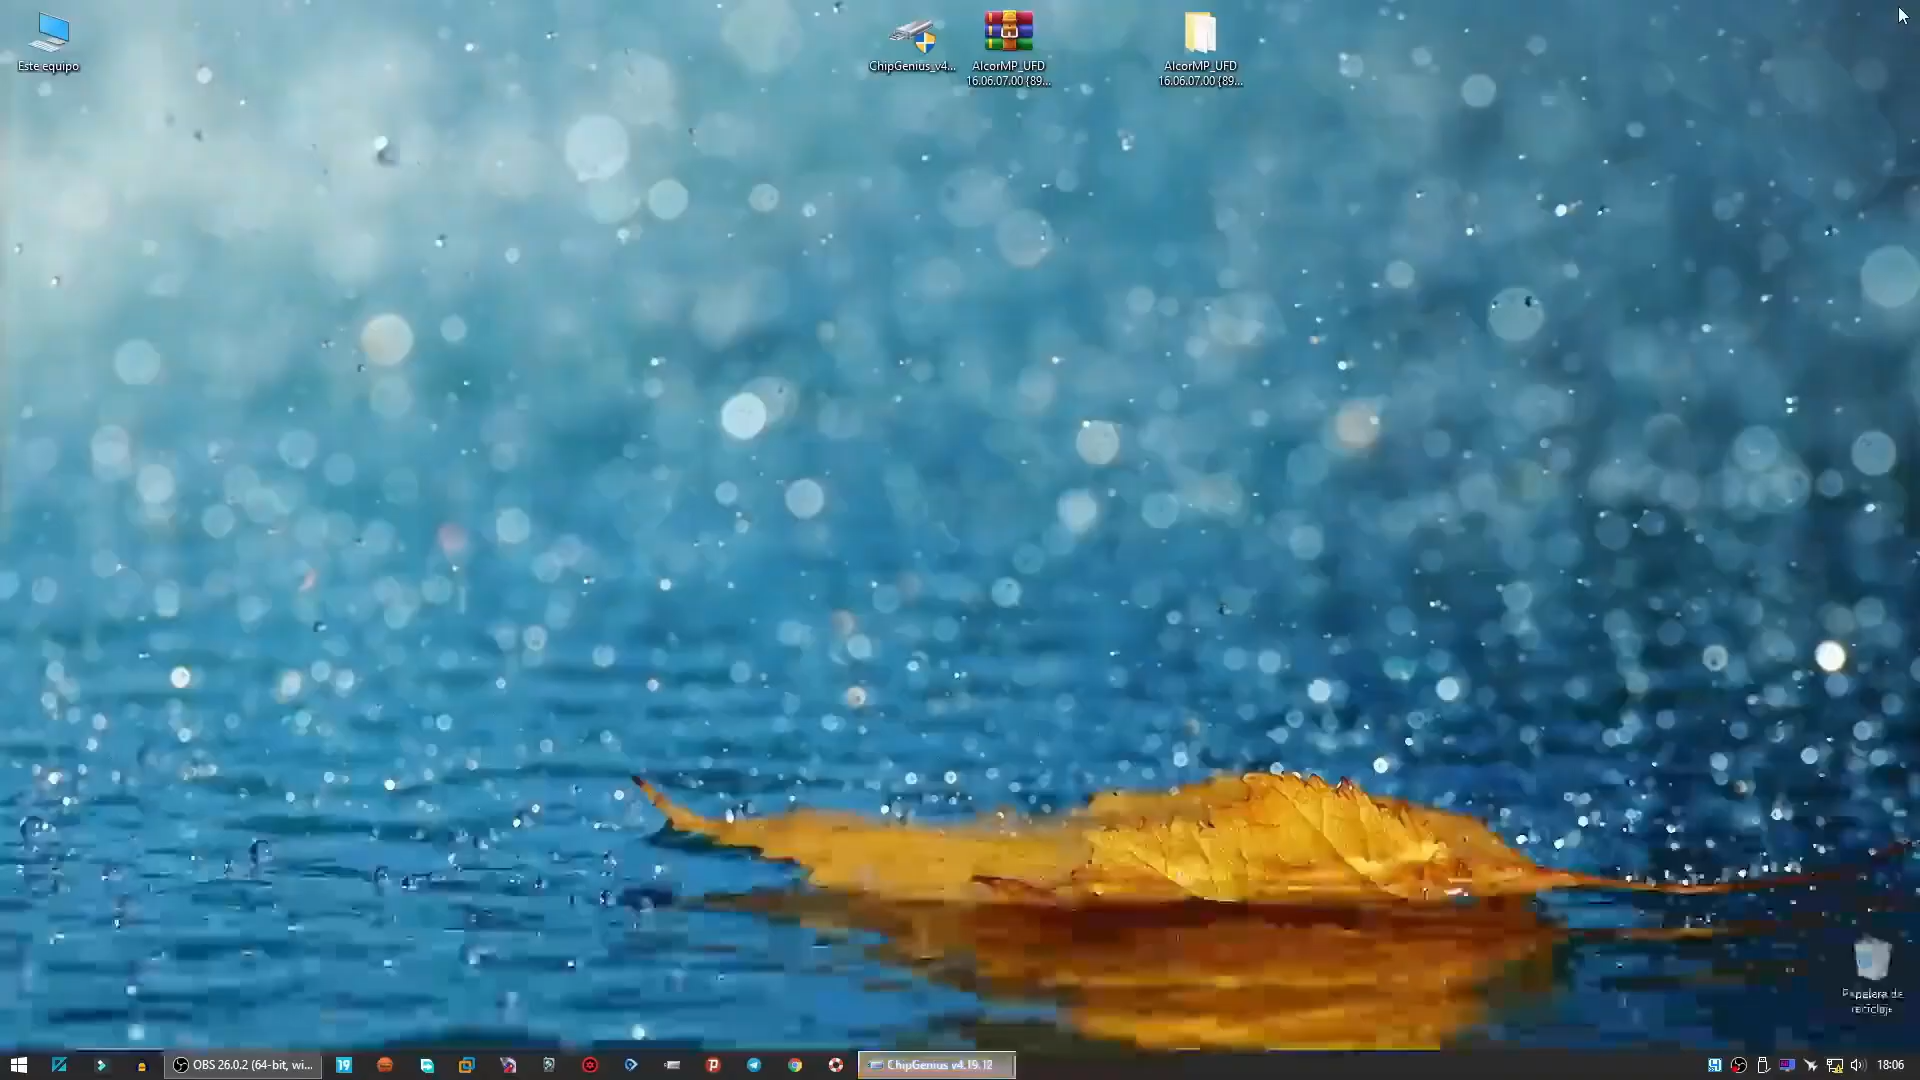 Este equipo
ChipGenius_v4...
AlcorMP_UFD
16.06.07.00 {89...
AlcorMP_UFD
16.06.07.00 {89...
Papelera de
reciclaje
OBS 26.0.2 (64-bit, wi...
19
ChipGenius v4.19.12
18:06